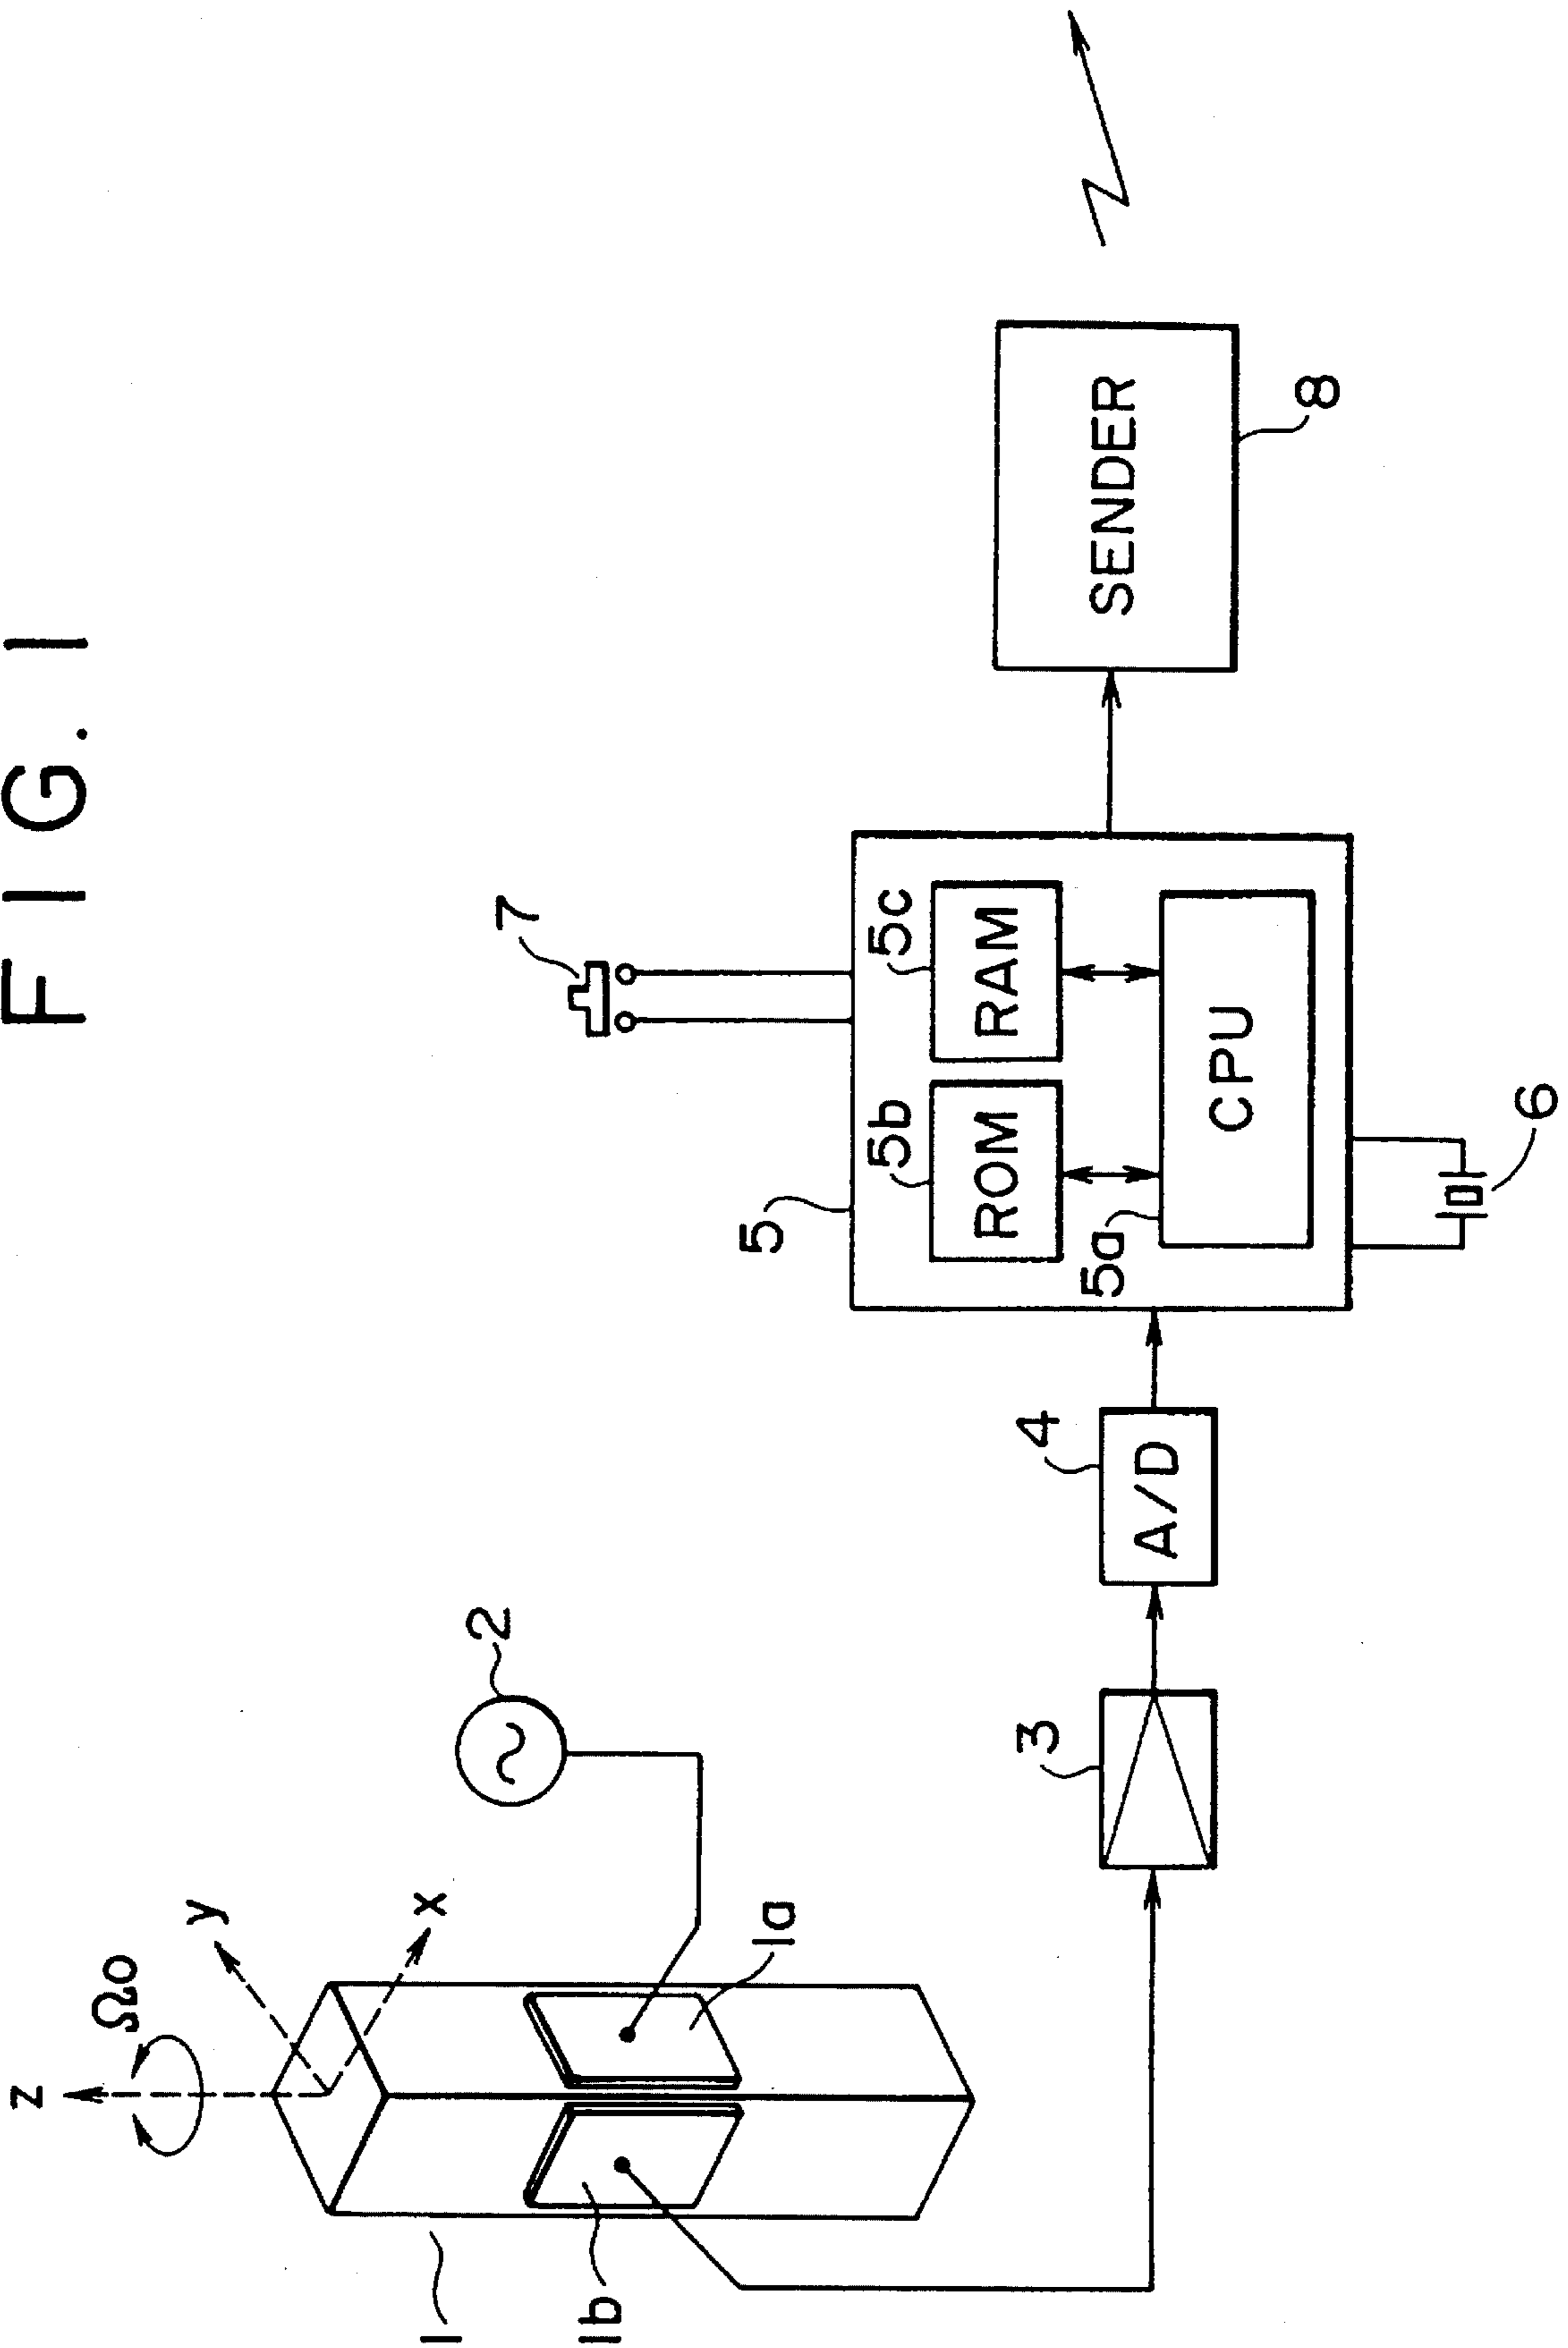 FIG. 1
z
Ωo
y
x
1
1b
1a
2
3
4
A/D
5
5b
ROM
5c
RAM
5a
CPU
6
7
SENDER
8